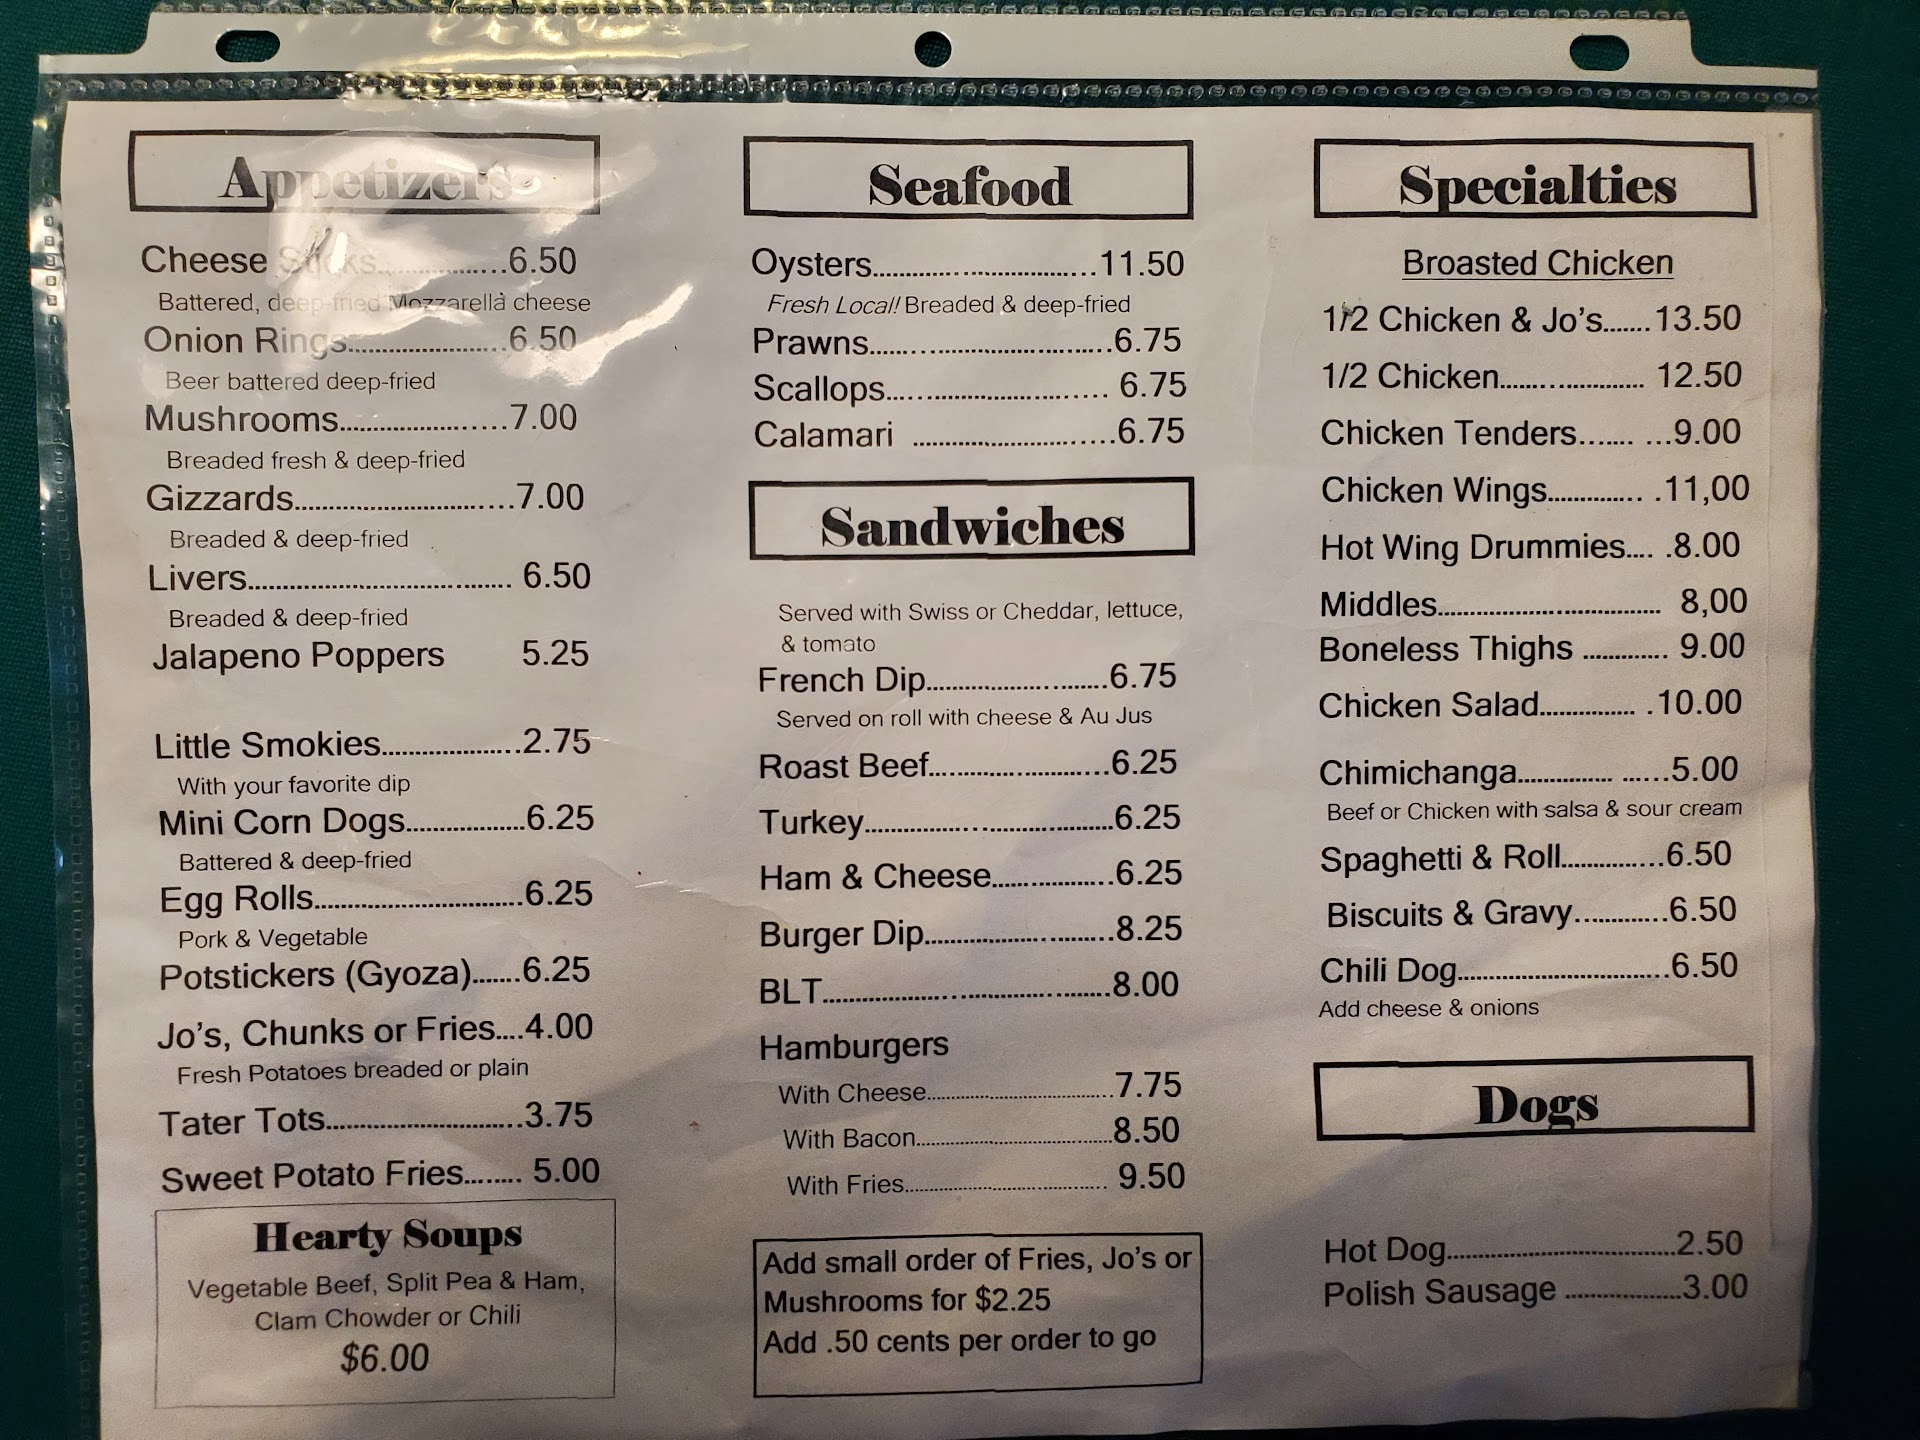 Appetizers
Cheese Sticks..................6.50
Battered, deep-fried Mozzarella cheese
Onion Rings........................6.50
Beer battered deep-fried
Mushrooms........................7.00
Breaded fresh & deep-fried
Gizzards...............................7.00
Breaded & deep-fried
Livers..................................... 6.50
Breaded & deep-fried
Jalapeno Poppers 5.25
Little Smokies....................2.75
With your favorite dip
Mini Corn Dogs.................6.25
Battered & deep-fried
Egg Rolls..............................6.25
Pork & Vegetable
Potstickers (Gyoza).......6.25
Jo's, Chunks or Fries....4.00
Fresh Potatoes breaded or plain
Tater Tots............................3.75
Sweet Potato Fries........ 5.00
Hearty Soups
Vegetable Beef, Split Pea & Ham,
Clam Chowder or Chili
$6.00
Seafood
Oysters................................11.50
Fresh Local! Breaded & deep-fried
Prawns...................................6.75
Scallops................................ 6.75
Calamari .............................6.75
Sandwiches
Served with Swiss or Cheddar, lettuce,
& tomato
French Dip..........................6.75
Served on roll with cheese & Au Jus
Roast Beef..........................6.25
Turkey...................................6.25
Ham & Cheese..................6.25
Burger Dip...........................8.25
BLT.........................................8.00
Hamburgers
With Cheese......................................7.75
With Bacon........................................8.50
With Fries.......................................... 9.50
Add small order of Fries, Jo's or
Mushrooms for $2.25
Add .50 cents per order to go
Specialties
Broasted Chicken
1/2 Chicken & Jo's.......13.50
1/2 Chicken..................... 12.50
Chicken Tenders....... ...9.00
Chicken Wings.............. .11,00
Hot Wing Drummies.... .8.00
Middles................................ 8,00
Boneless Thighs ............. 9.00
Chicken Salad............... .10.00
Chimichanga.............. ......5.00
Beef or Chicken with salsa & sour cream
Spaghetti & Roll...............6.50
Biscuits & Gravy.............6.50
Chili Dog..............................6.50
Add cheese & onions
Dogs
Hot Dog.................................2.50
Polish Sausage .................3.00